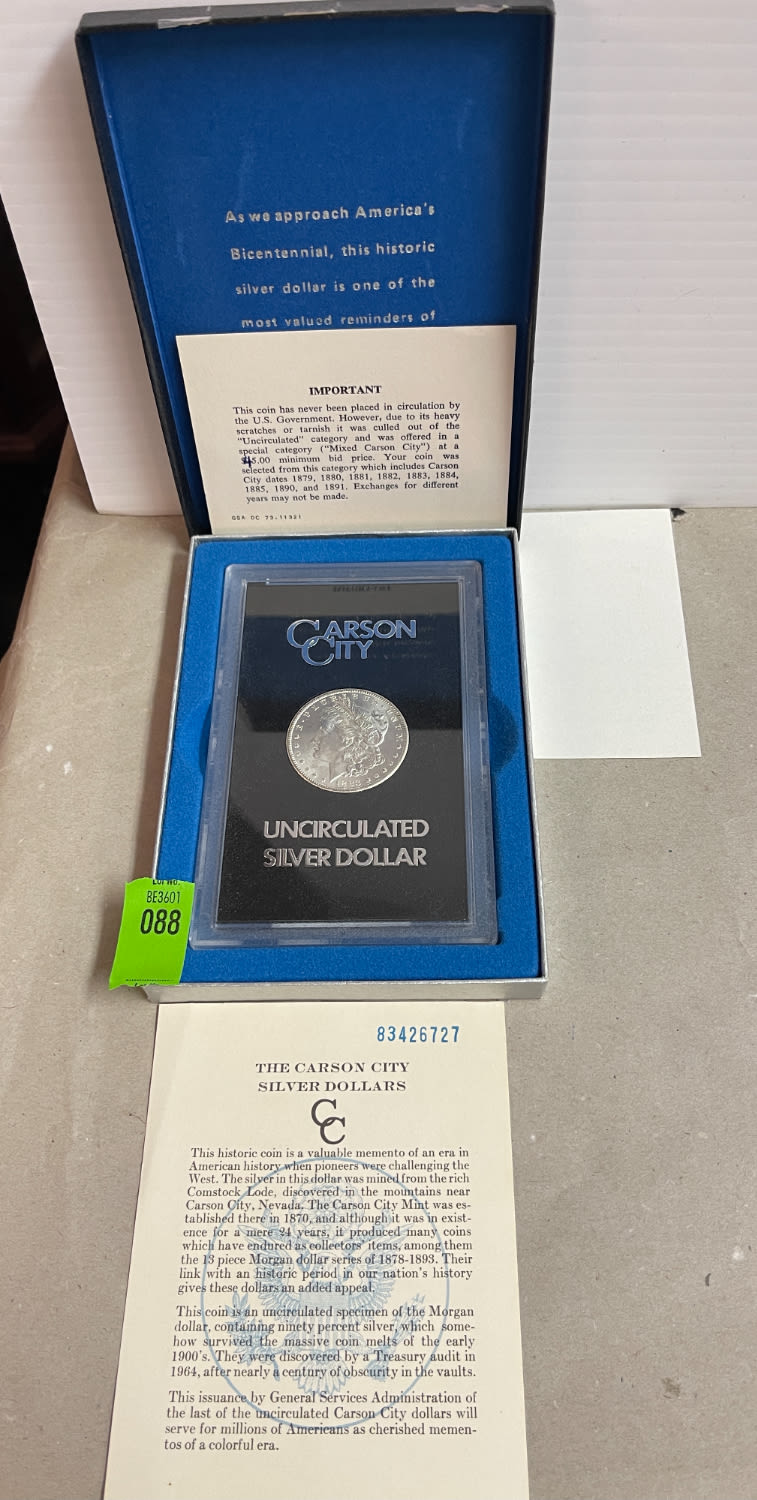 As we approach America's
Bicentennial, this historic
silver dollar is one of the
most valued reminders of
IMPORTANT
This coin has never been placed in circulation by
the U.S. Government. However, due to its heavy
scratches or tarnish it was culled out of the
"Uncirculated" category and was offered in a
special category ("Mixed Carson City") at a
$45.00 minimum bid price. Your coin was
selected from this category which includes Carson
City dates 1879, 1880, 1881, 1882, 1883, 1884,
1885, 1890, and 1891. Exchanges for different
years may not be made.
GSA DC 73-11321
CARSON
CITY
UNCIRCULATED
SILVER DOLLAR
LOT NO.
BE3601
088
83426727
THE CARSON CITY
SILVER DOLLARS
CC
This historic coin is a valuable memento of an era in
American history when pioneers were challenging the
West. The silver in this dollar was mined from the rich
Comstock Lode, discovered in the mountains near
Carson City, Nevada. The Carson City Mint was es-
tablished there in 1870, and although it was in exist-
ence for a mere 24 years, it produced many coins
which have endured as collectors' items, among them
the 13 piece Morgan dollar series of 1878-1893. Their
link with an historic period in our nation's history
gives these dollars an added appeal.
This coin is an uncirculated specimen of the Morgan
dollar, containing ninety percent silver, which some-
how survived the massive coin melts of the early
1900's. They were discovered by a Treasury audit in
1964, after nearly a century of obscurity in the vaults.
This issuance by General Services Administration of
the last of the uncirculated Carson City dollars will
serve for millions of Americans as cherished memen-
tos of a colorful era.